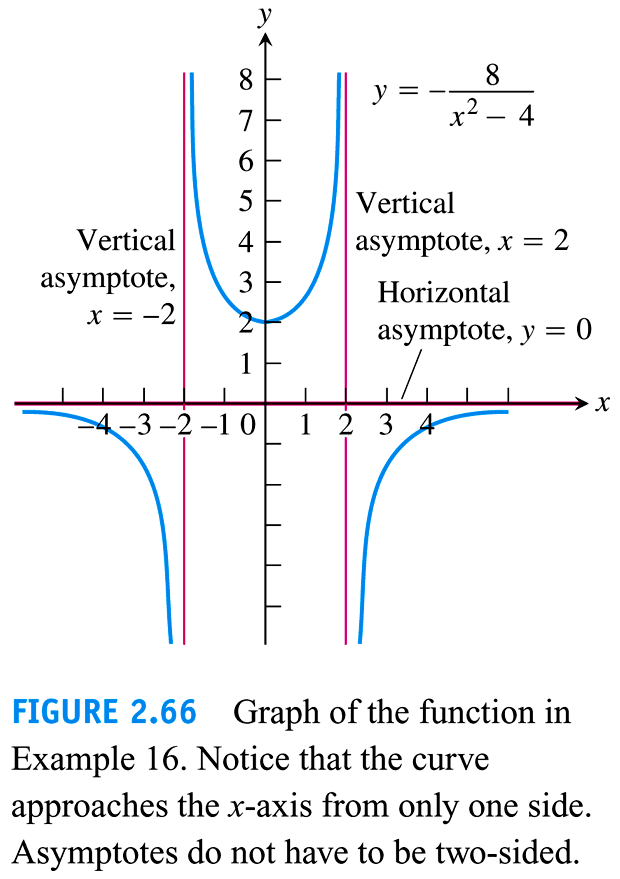 y
8
y = -8/(x² − 4)
7
6
5
Vertical
asymptote, x = 2
4
Vertical
asymptote,
x = −2
3
Horizontal
asymptote, y = 0
2
1
x
−4 −3 −2 −1 0 1 2 3 4
FIGURE 2.66 Graph of the function in
Example 16. Notice that the curve
approaches the x-axis from only one side.
Asymptotes do not have to be two-sided.